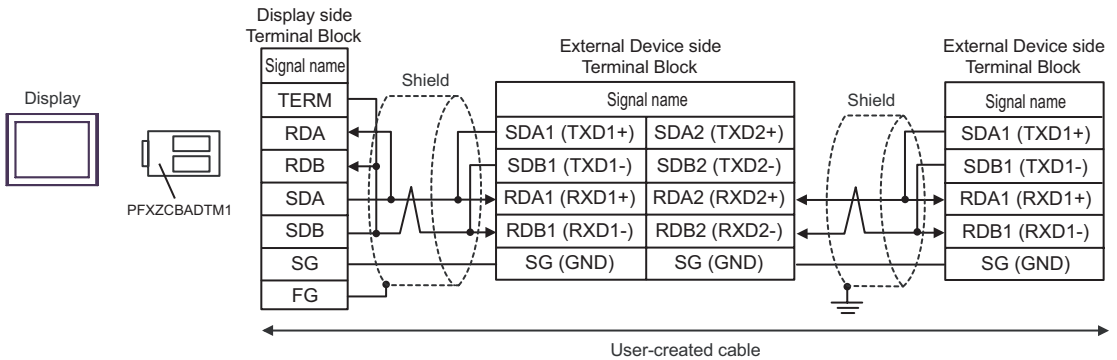 Display
PFXZCBADTM1
Display side
Terminal Block
Signal name
TERM
RDA
RDB
SDA
SDB
SG
FG
Shield
External Device side
Terminal Block
Signal name
SDA1 (TXD1+) SDA2 (TXD2+)
SDB1 (TXD1-) SDB2 (TXD2-)
RDA1 (RXD1+) RDA2 (RXD2+)
RDB1 (RXD1-) RDB2 (RXD2-)
SG (GND) SG (GND)
Shield
External Device side
Terminal Block
Signal name
SDA1 (TXD1+)
SDB1 (TXD1-)
RDA1 (RXD1+)
RDB1 (RXD1-)
SG (GND)
User-created cable